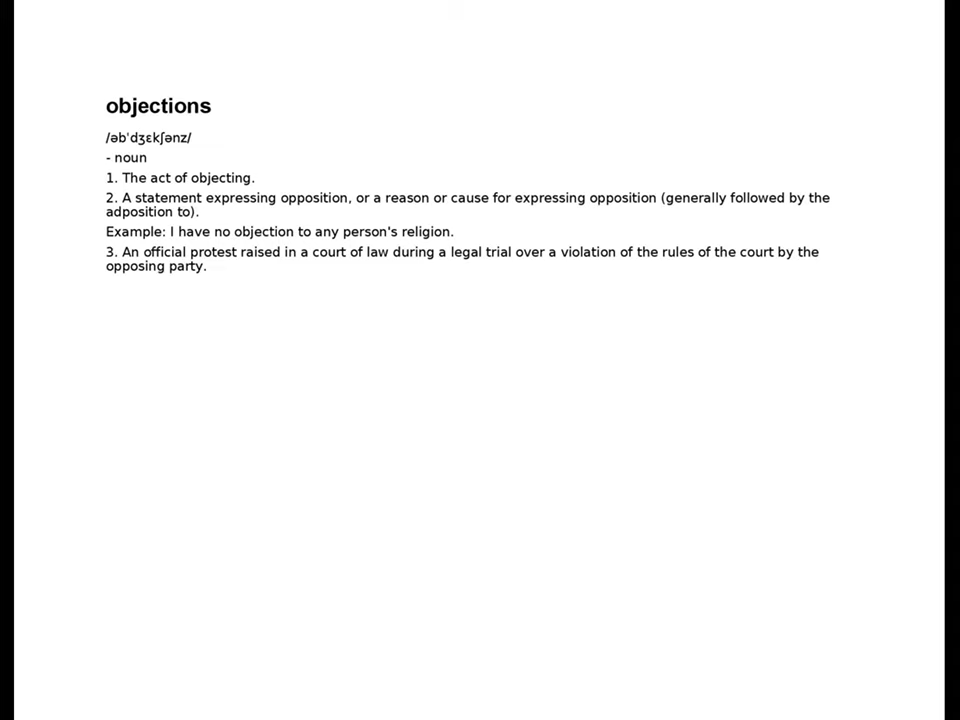 objections
/əbˈdʒɛkʃənz/
- noun
1. The act of objecting.
2. A statement expressing opposition, or a reason or cause for expressing opposition (generally followed by the
adposition to).
Example: I have no objection to any person's religion.
3. An official protest raised in a court of law during a legal trial over a violation of the rules of the court by the
opposing party.